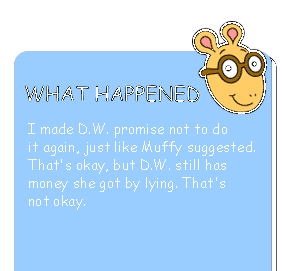 WHAT HAPPENED
I made D.W. promise not to do
it again, just like Muffy suggested.
That's okay, but D.W. still has
money she got by lying. That's
not okay.